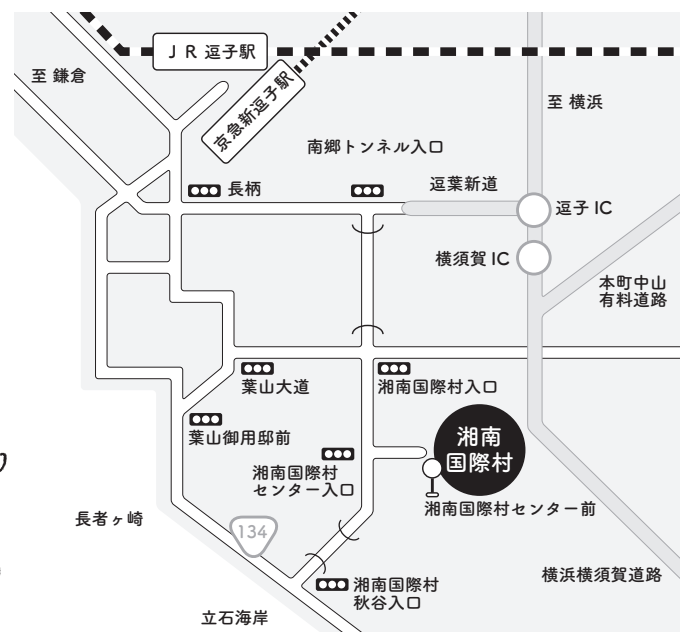 JR 逗子駅
至 鎌倉
京急新逗子駅
至 横浜
南郷トンネル入口
長柄
逗葉新道
逗子 IC
横須賀 IC
本町中山
有料道路
葉山大道
湘南国際村入口
葉山御用邸前
湘南
国際村
湘南国際村
センター入口
湘南国際村センター前
長者ヶ崎
134
横浜横須賀道路
湘南国際村
秋谷入口
立石海岸